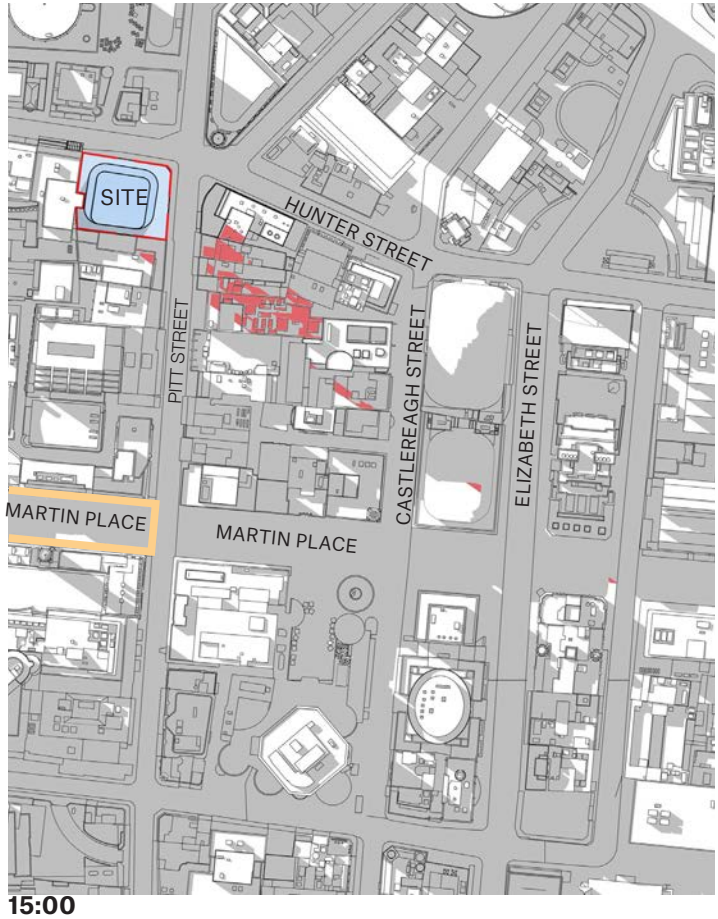 SITE
HUNTER STREET
PITT STREET
CASTLEREAGH STREET
ELIZABETH STREET
MARTIN PLACE
MARTIN PLACE
15:00